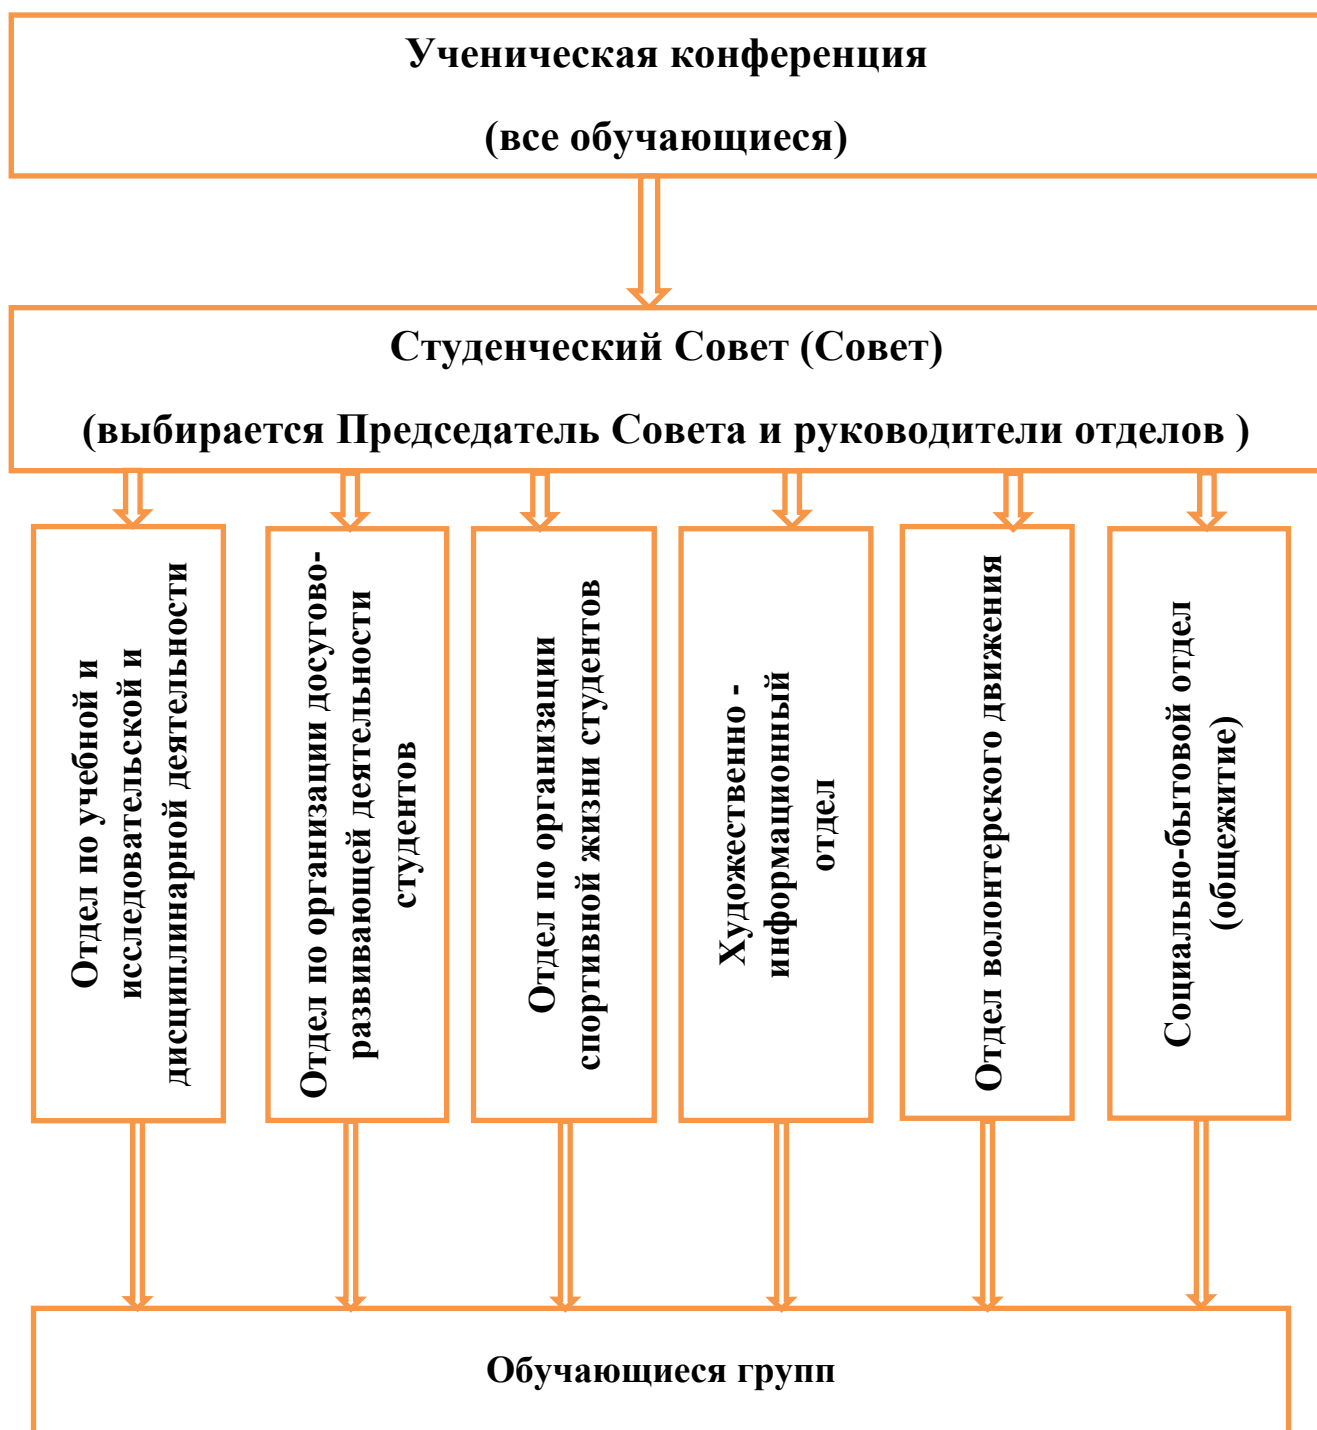 Ученическая конференция
(все обучающиеся)
Студенческий Совет (Совет)
(выбирается Председатель Совета и руководители отделов )
Отдел по учебной и
исследовательской и
дисциплинарной деятельности
Отдел по организации досугово-
развивающей деятельности
студентов
Отдел по организации
спортивной жизни студентов
Художественно -
информационный
отдел
Отдел волонтерского движения
Социально-бытовой отдел
(общежитие)
Обучающиеся групп